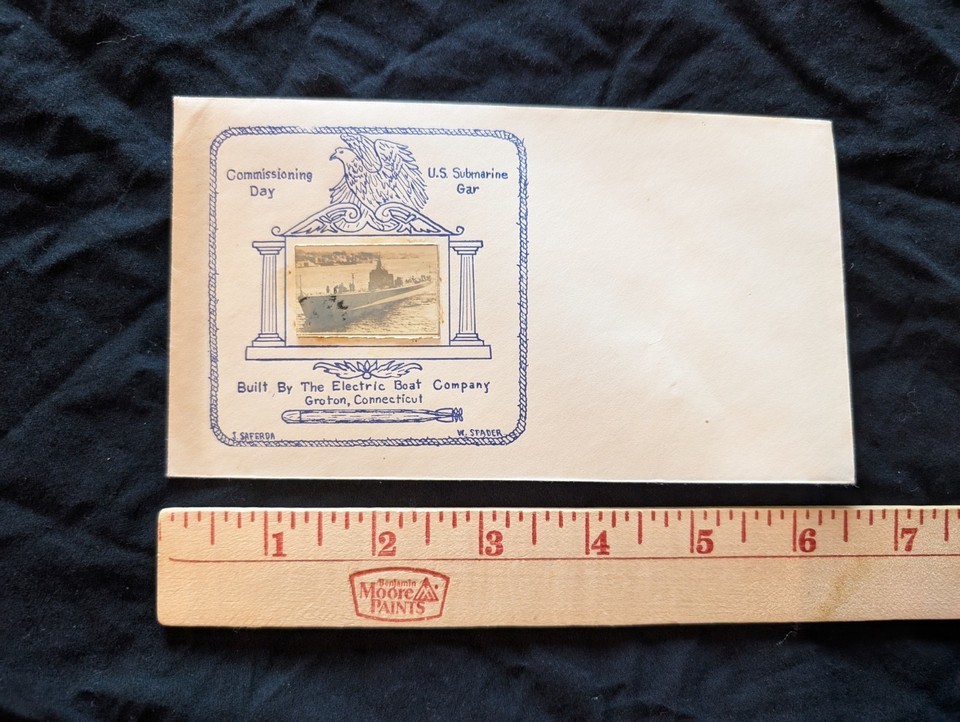 Commissioning
Day
U.S. Submarine
Gar
Built By The Electric Boat Company
Groton, Connecticut
J. SAFERDA
W. SPADER
1 2 3 4 5 6 7
Benjamin
Moore
PAINTS